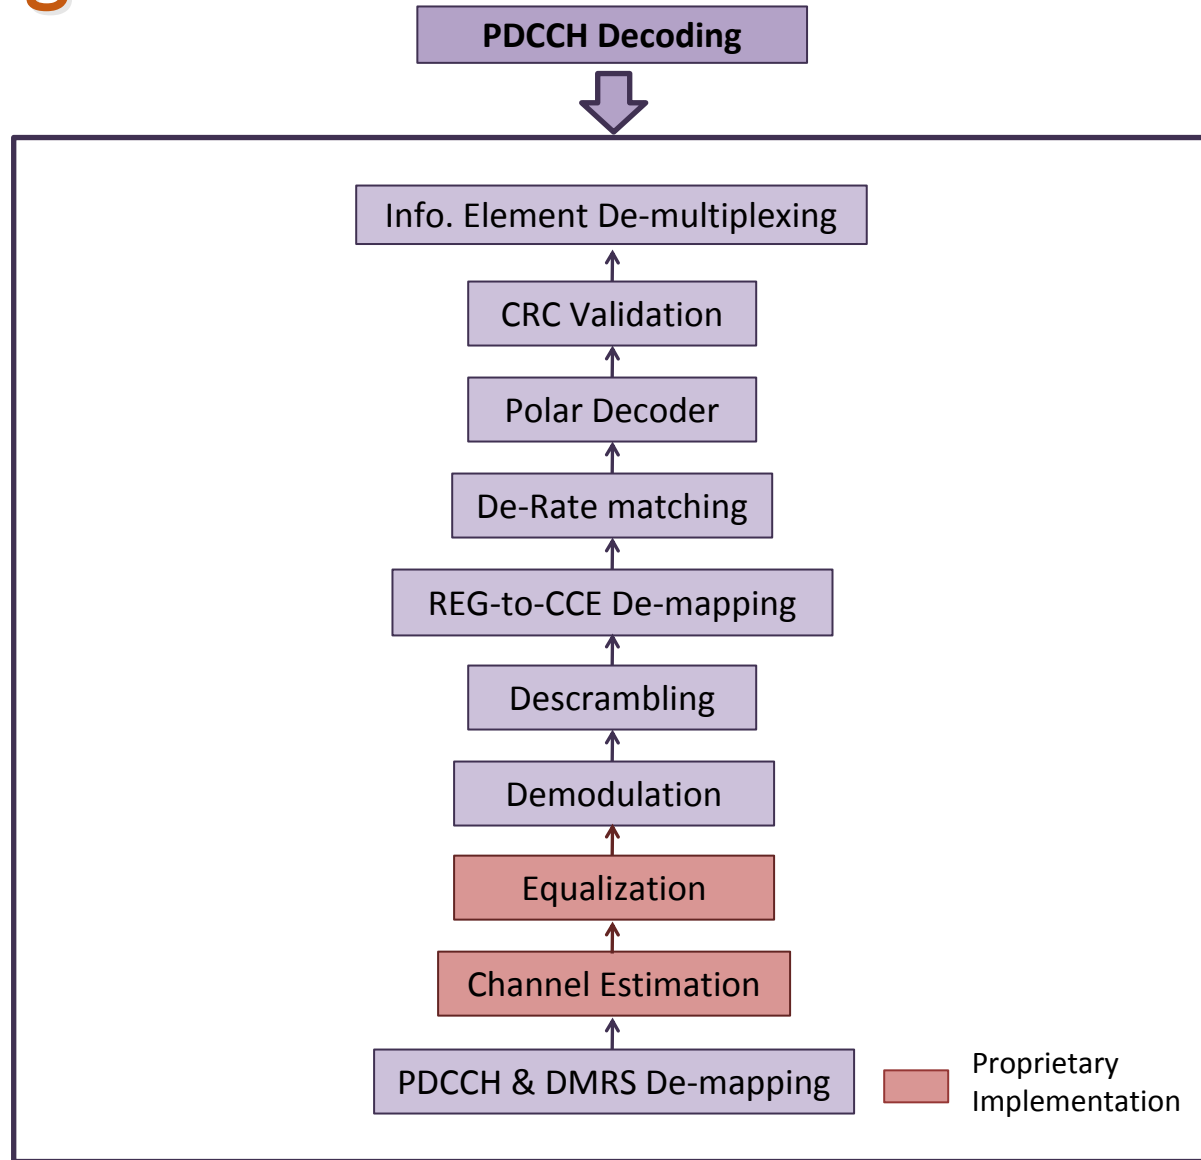 g
PDCCH Decoding
Info. Element De-multiplexing
CRC Validation
Polar Decoder
De-Rate matching
REG-to-CCE De-mapping
Descrambling
Demodulation
Equalization
Channel Estimation
PDCCH & DMRS De-mapping
Proprietary
Implementation